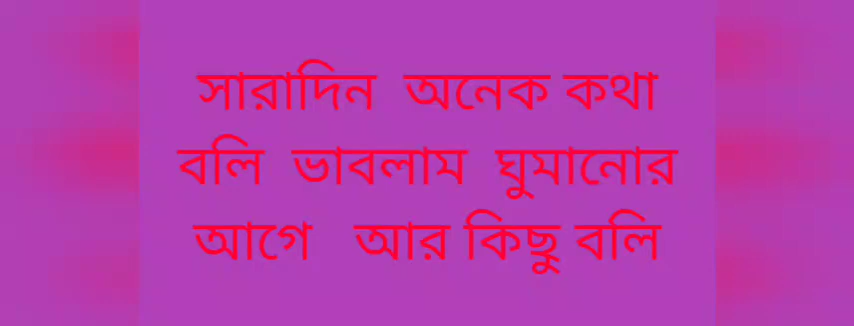 সারাদিন অনেক কথা
বলি ভাবলাম ঘুমানোর
আগে আর কিছু বলি